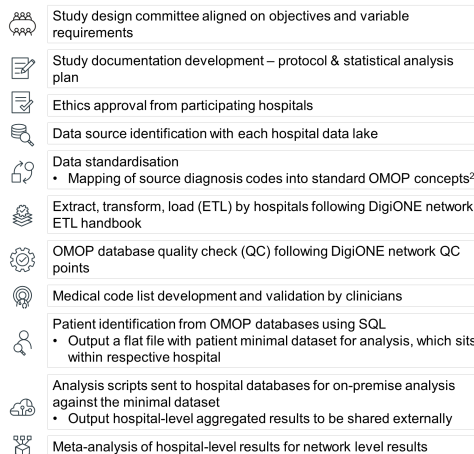 Study design committee aligned on objectives and variable
requirements
Study documentation development – protocol & statistical analysis
plan
Ethics approval from participating hospitals
Data source identification with each hospital data lake
Data standardisation
• Mapping of source diagnosis codes into standard OMOP concepts²
Extract, transform, load (ETL) by hospitals following DigiONE network
ETL handbook
OMOP database quality check (QC) following DigiONE network QC
points
Medical code list development and validation by clinicians
Patient identification from OMOP databases using SQL
• Output a flat file with patient minimal dataset for analysis, which sits
within respective hospital
Analysis scripts sent to hospital databases for on-premise analysis
against the minimal dataset
• Output hospital-level aggregated results to be shared externally
Meta-analysis of hospital-level results for network level results